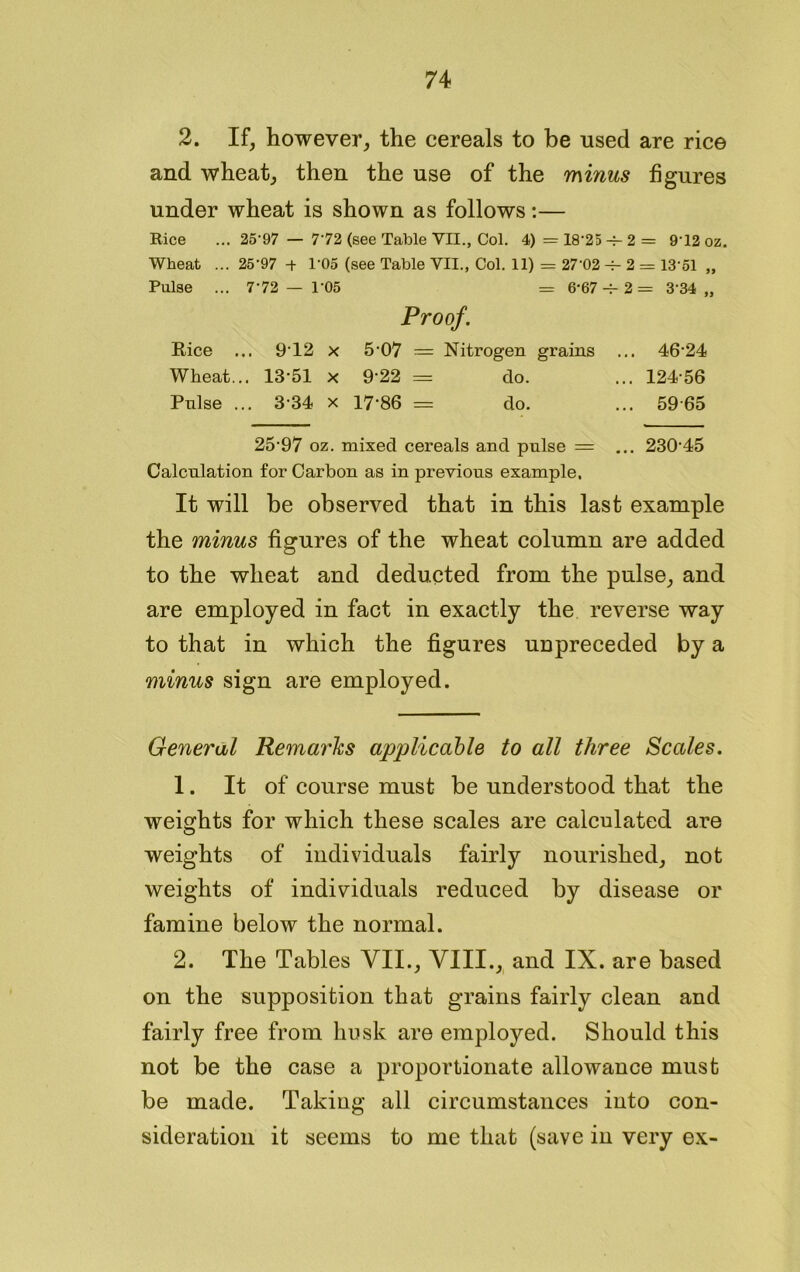 74
2. If, however, the cereals to be used are rice
and wheat, then the use of the minus figures
under wheat is shown as follows :—
Rice ... 25·97 — 7·72 (see Table VII., Col. 4) = 18·25 ÷ 2 = 9·12 oz.
Wheat ... 25·97 + 1·05 (see Table VII., Col. 11) = 27·02 ÷ 2 = 13·51 „
Pulse ... 7·72 — 1·05 = 6·67 ÷ 2 = 3·34 „
Proof.
Rice ... 9·12 × 5·07 = Nitrogen grains ... 46·24
Wheat... 13·51 × 9·22 = do. ... 124·56
Pulse ... 3·34 × 17·86 = do. ... 59·65
25·97 oz. mixed cereals and pulse = ... 230·45
Calculation for Carbon as in previous example.
It will be observed that in this last example
the minus figures of the wheat column are added
to the wheat and deducted from the pulse, and
are employed in fact in exactly the reverse way
to that in which the figures unpreceded by a
minus sign are employed.
General Remarks applicable to all three Scales.
1. It of course must be understood that the
weights for which these scales are calculated are
weights of individuals fairly nourished, not
weights of individuals reduced by disease or
famine below the normal.
2. The Tables VII., VIII., and IX. are based
on the supposition that grains fairly clean and
fairly free from husk are employed. Should this
not be the case a proportionate allowance must
be made. Taking all circumstances into con-
sideration it seems to me that (save in very ex-